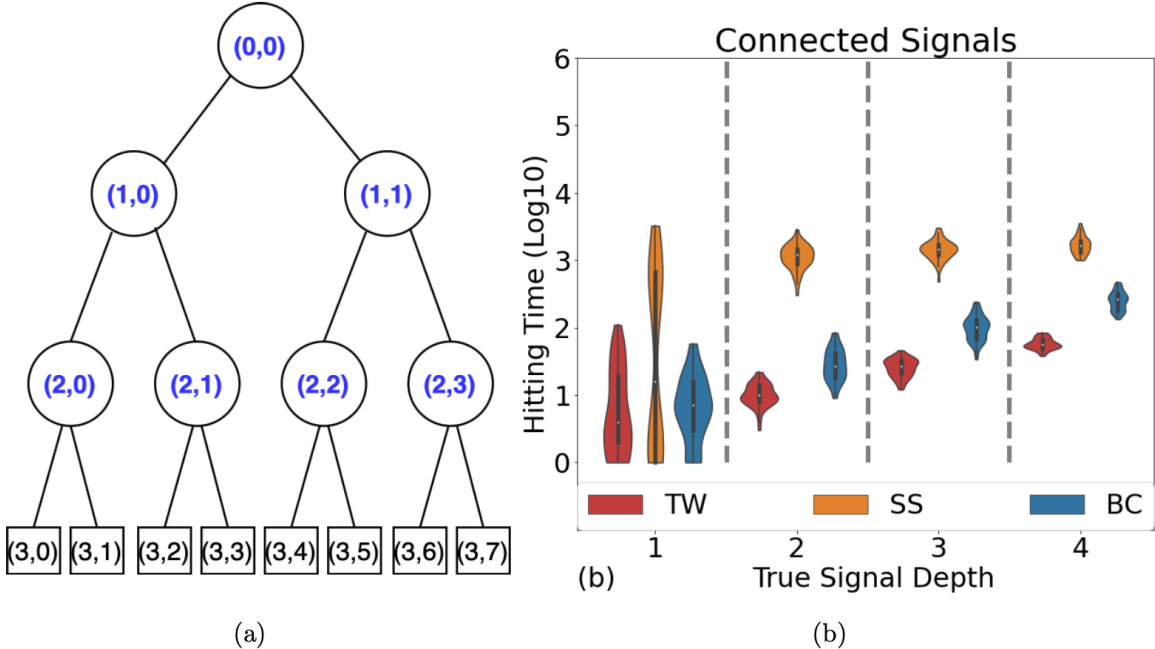 (0,0)
(1,0) (1,1)
(2,0) (2,1) (2,2) (2,3)
(3,0) (3,1) (3,2) (3,3) (3,4) (3,5) (3,6) (3,7)
(a)
Connected Signals
Hitting Time (Log10)
6
5
4
3
2
1
0
TW SS BC
1 2 3 4
(b) True Signal Depth
(b)